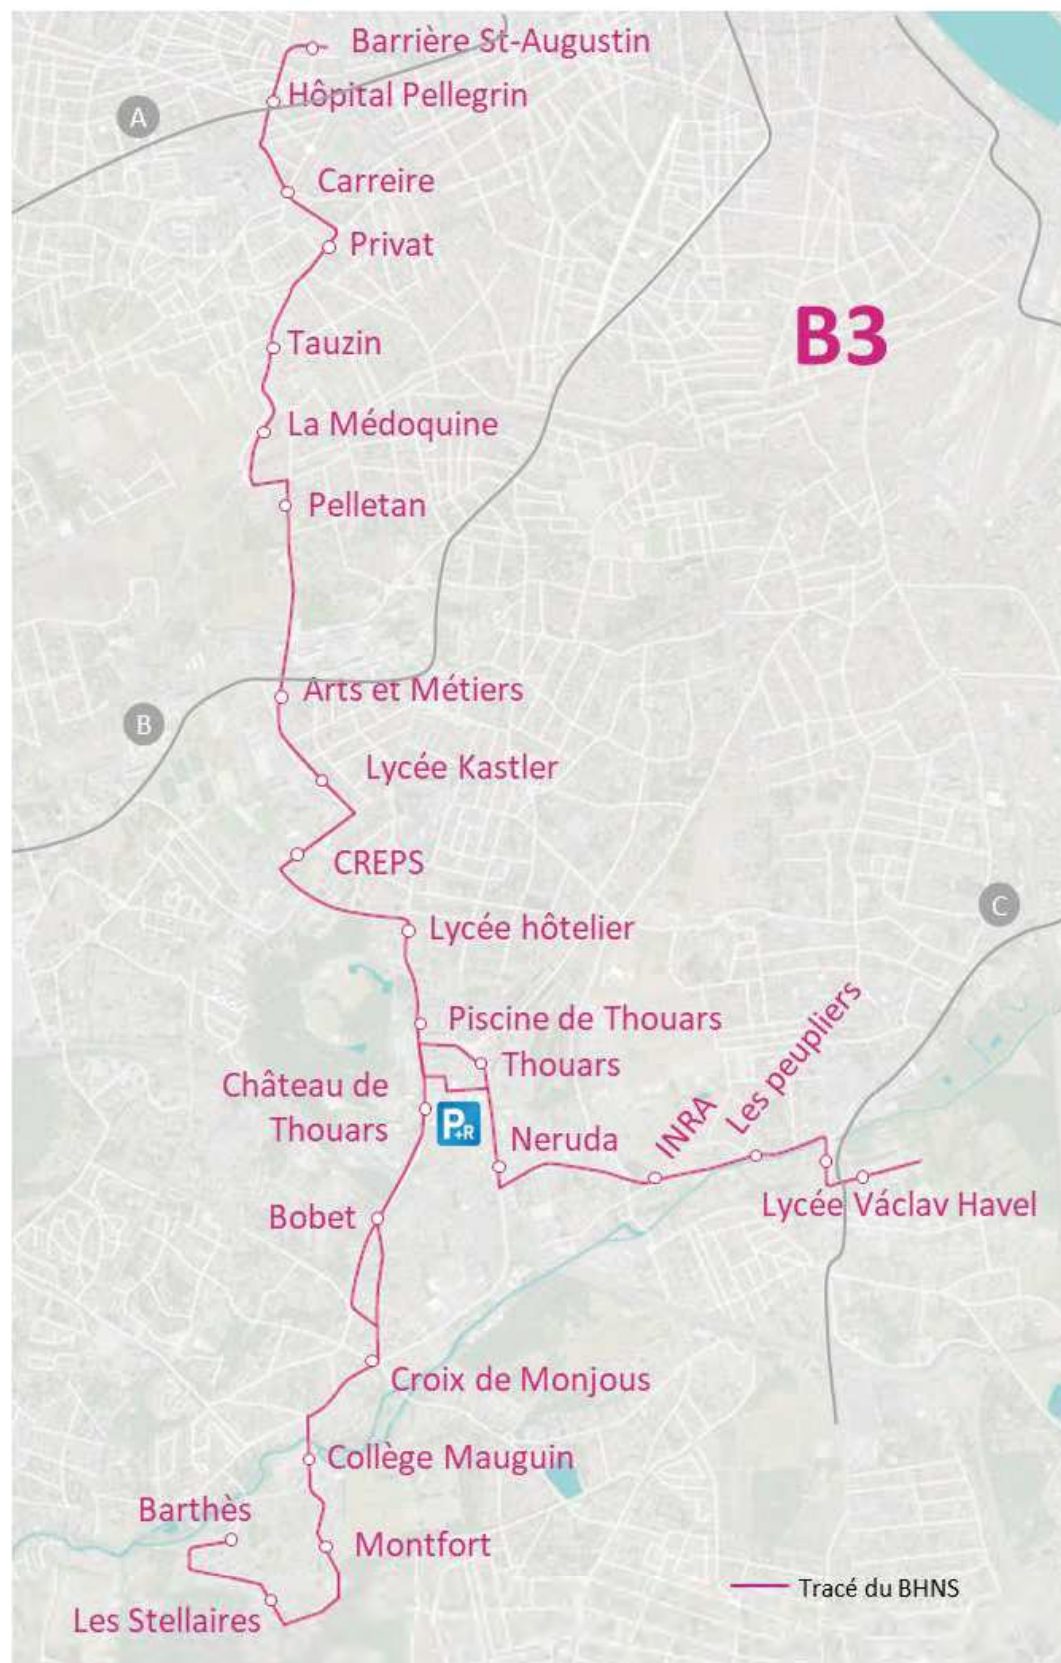 Barrière St-Augustin
Hôpital Pellegrin
A
Carreire
Privat
B3
Tauzin
La Médoquine
Pelletan
Arts et Métiers
B
Lycée Kastler
CREPS
C
Lycée hôtelier
Piscine de Thouars
Thouars
Les peupliers
Château de
Thouars
P+R
INRA
Neruda
Lycée Václav Havel
Bobet
Croix de Monjous
Collège Mauguin
Barthès
Montfort
Tracé du BHNS
Les Stellaires